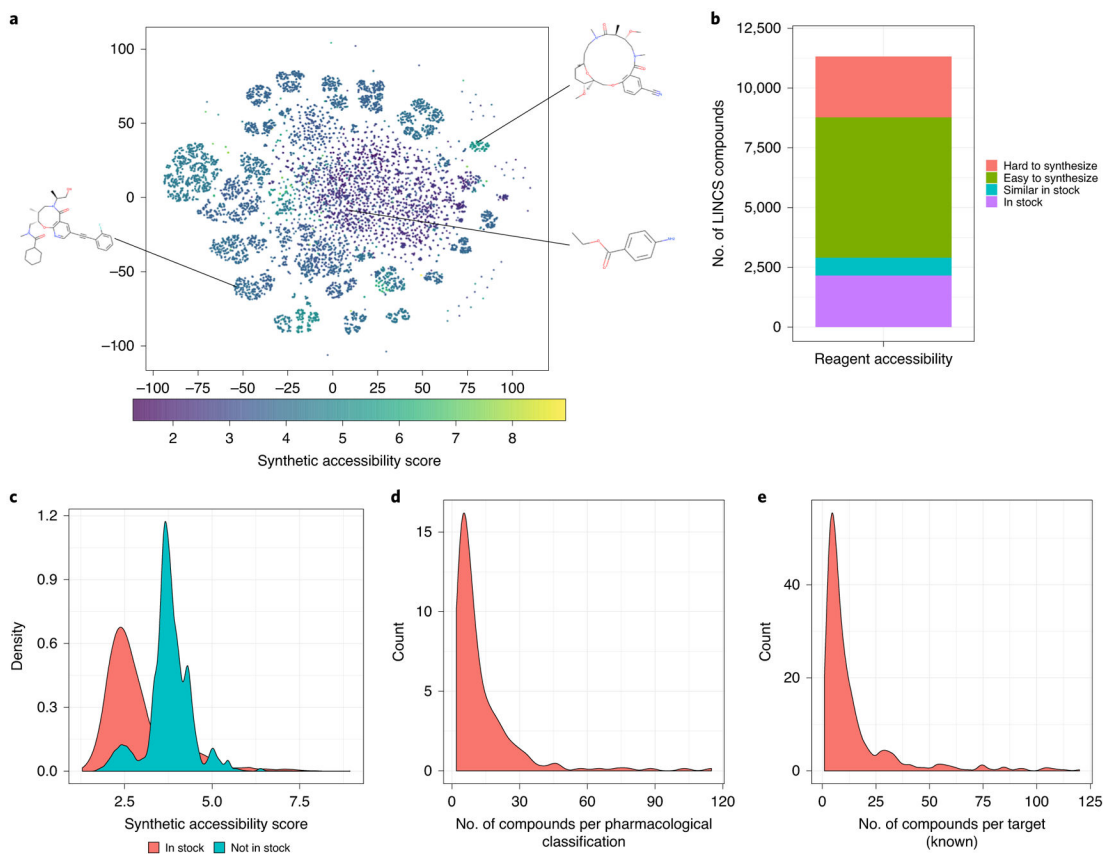 a
100
50
0
−50
−100
−100
−75
−50
−25
0
25
50
75
100
2
3
4
5
6
7
8
Synthetic accessibility score
b
12,500
10,000
7,500
5,000
2,500
0
No. of LINCS compounds
Reagent accessibility
Hard to synthesize
Easy to synthesize
Similar in stock
In stock
c
1.2
0.9
0.6
0.3
0.0
Density
2.5
5.0
7.5
Synthetic accessibility score
In stock
Not in stock
d
15
10
5
0
Count
0
30
60
90
120
No. of compounds per pharmacological
classification
e
40
20
0
Count
0
25
50
75
100
125
No. of compounds per target
(known)